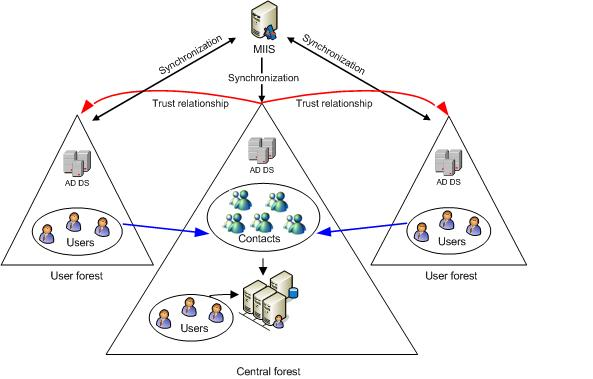 MIIS
Synchronization
Synchronization
Synchronization
Trust relationship
Trust relationship
AD DS
AD DS
AD DS
Users
Contacts
Users
User forest
User forest
Users
Central forest